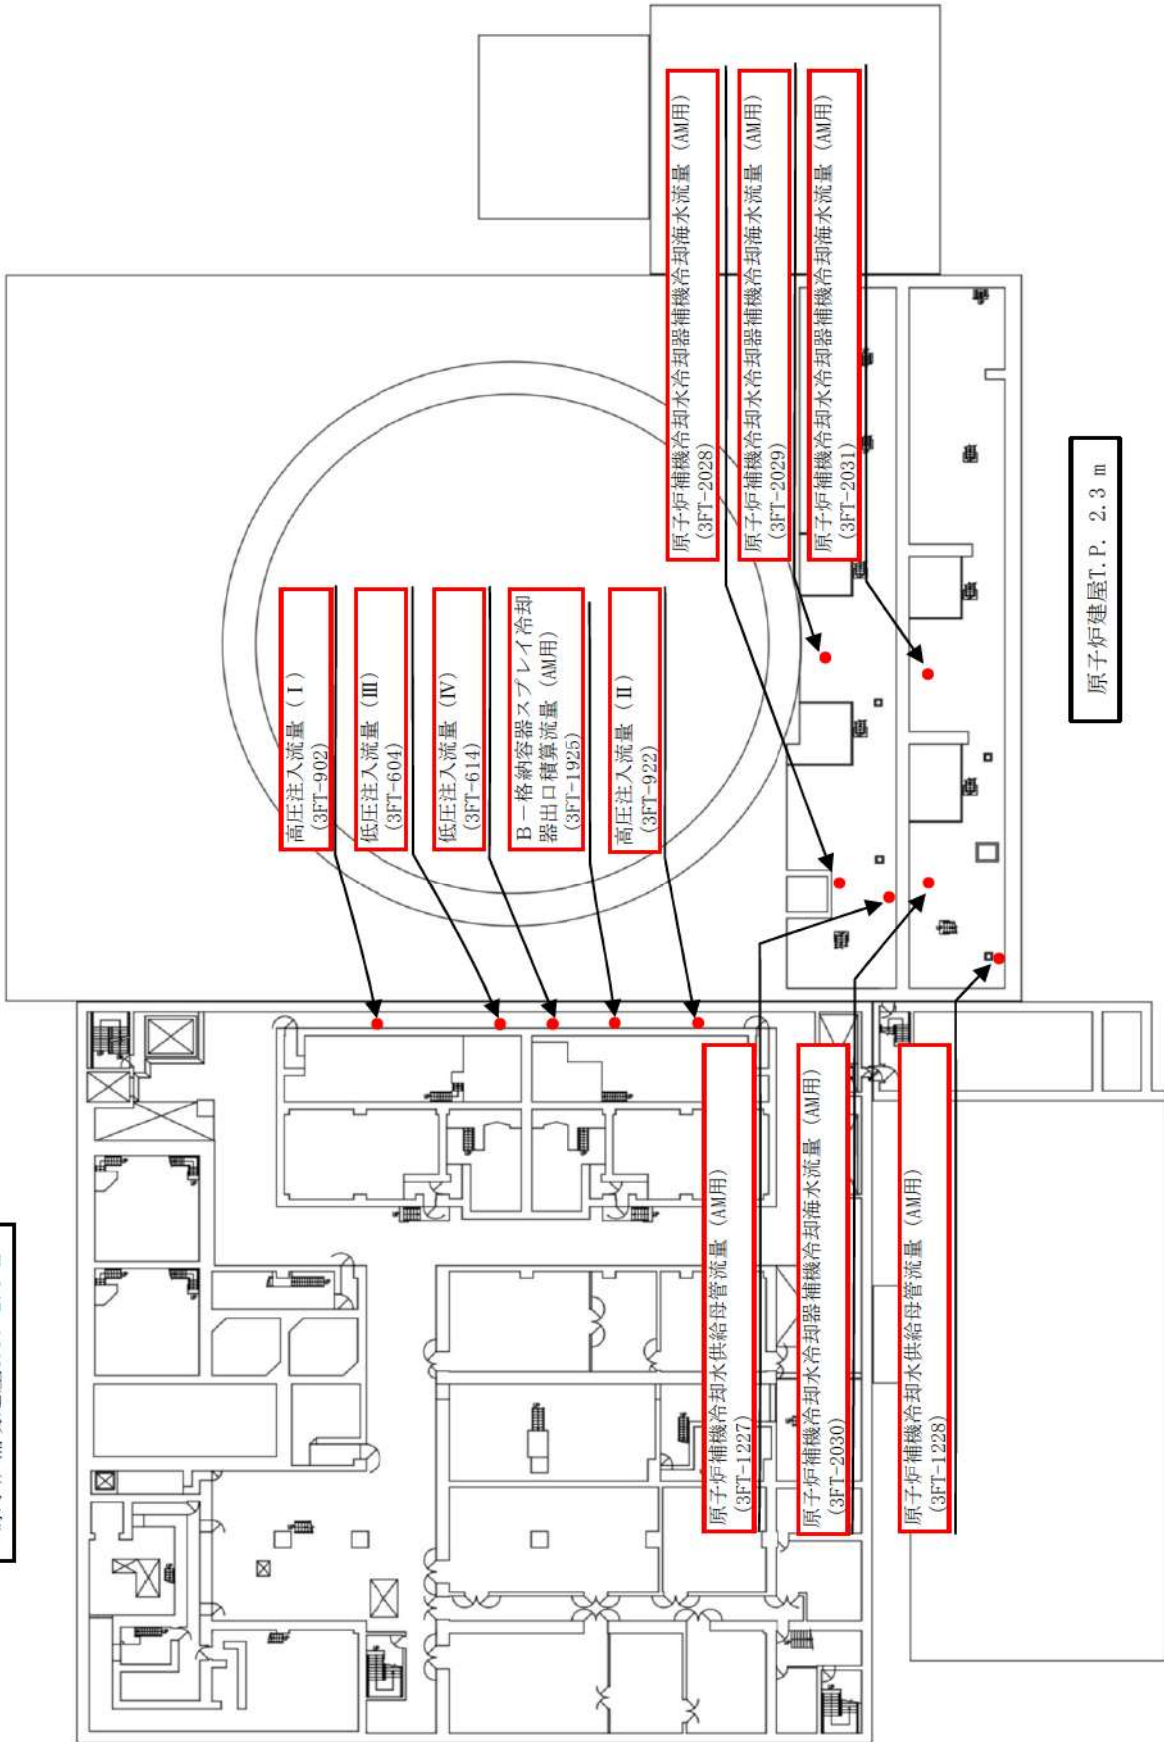 高圧注入流量（Ⅰ）
(3FT-902)
低圧注入流量（Ⅲ）
(3FT-604)
低圧注入流量（Ⅳ）
(3FT-614)
B－格納容器スプレイ冷却
器出口積算流量（AM用）
(3FT-1925)
高圧注入流量（Ⅱ）
(3FT-922)
原子炉補機冷却水冷却器補機冷却海水流量（AM用）
(3FT-2028)
原子炉補機冷却水冷却器補機冷却海水流量（AM用）
(3FT-2029)
原子炉補機冷却水冷却器補機冷却海水流量（AM用）
(3FT-2031)
原子炉補機冷却水供給母管流量（AM用）
(3FT-1227)
原子炉補機冷却水冷却器補機冷却海水流量（AM用）
(3FT-2030)
原子炉補機冷却水供給母管流量（AM用）
(3FT-1228)
原子炉建屋T.P. 2.3 m